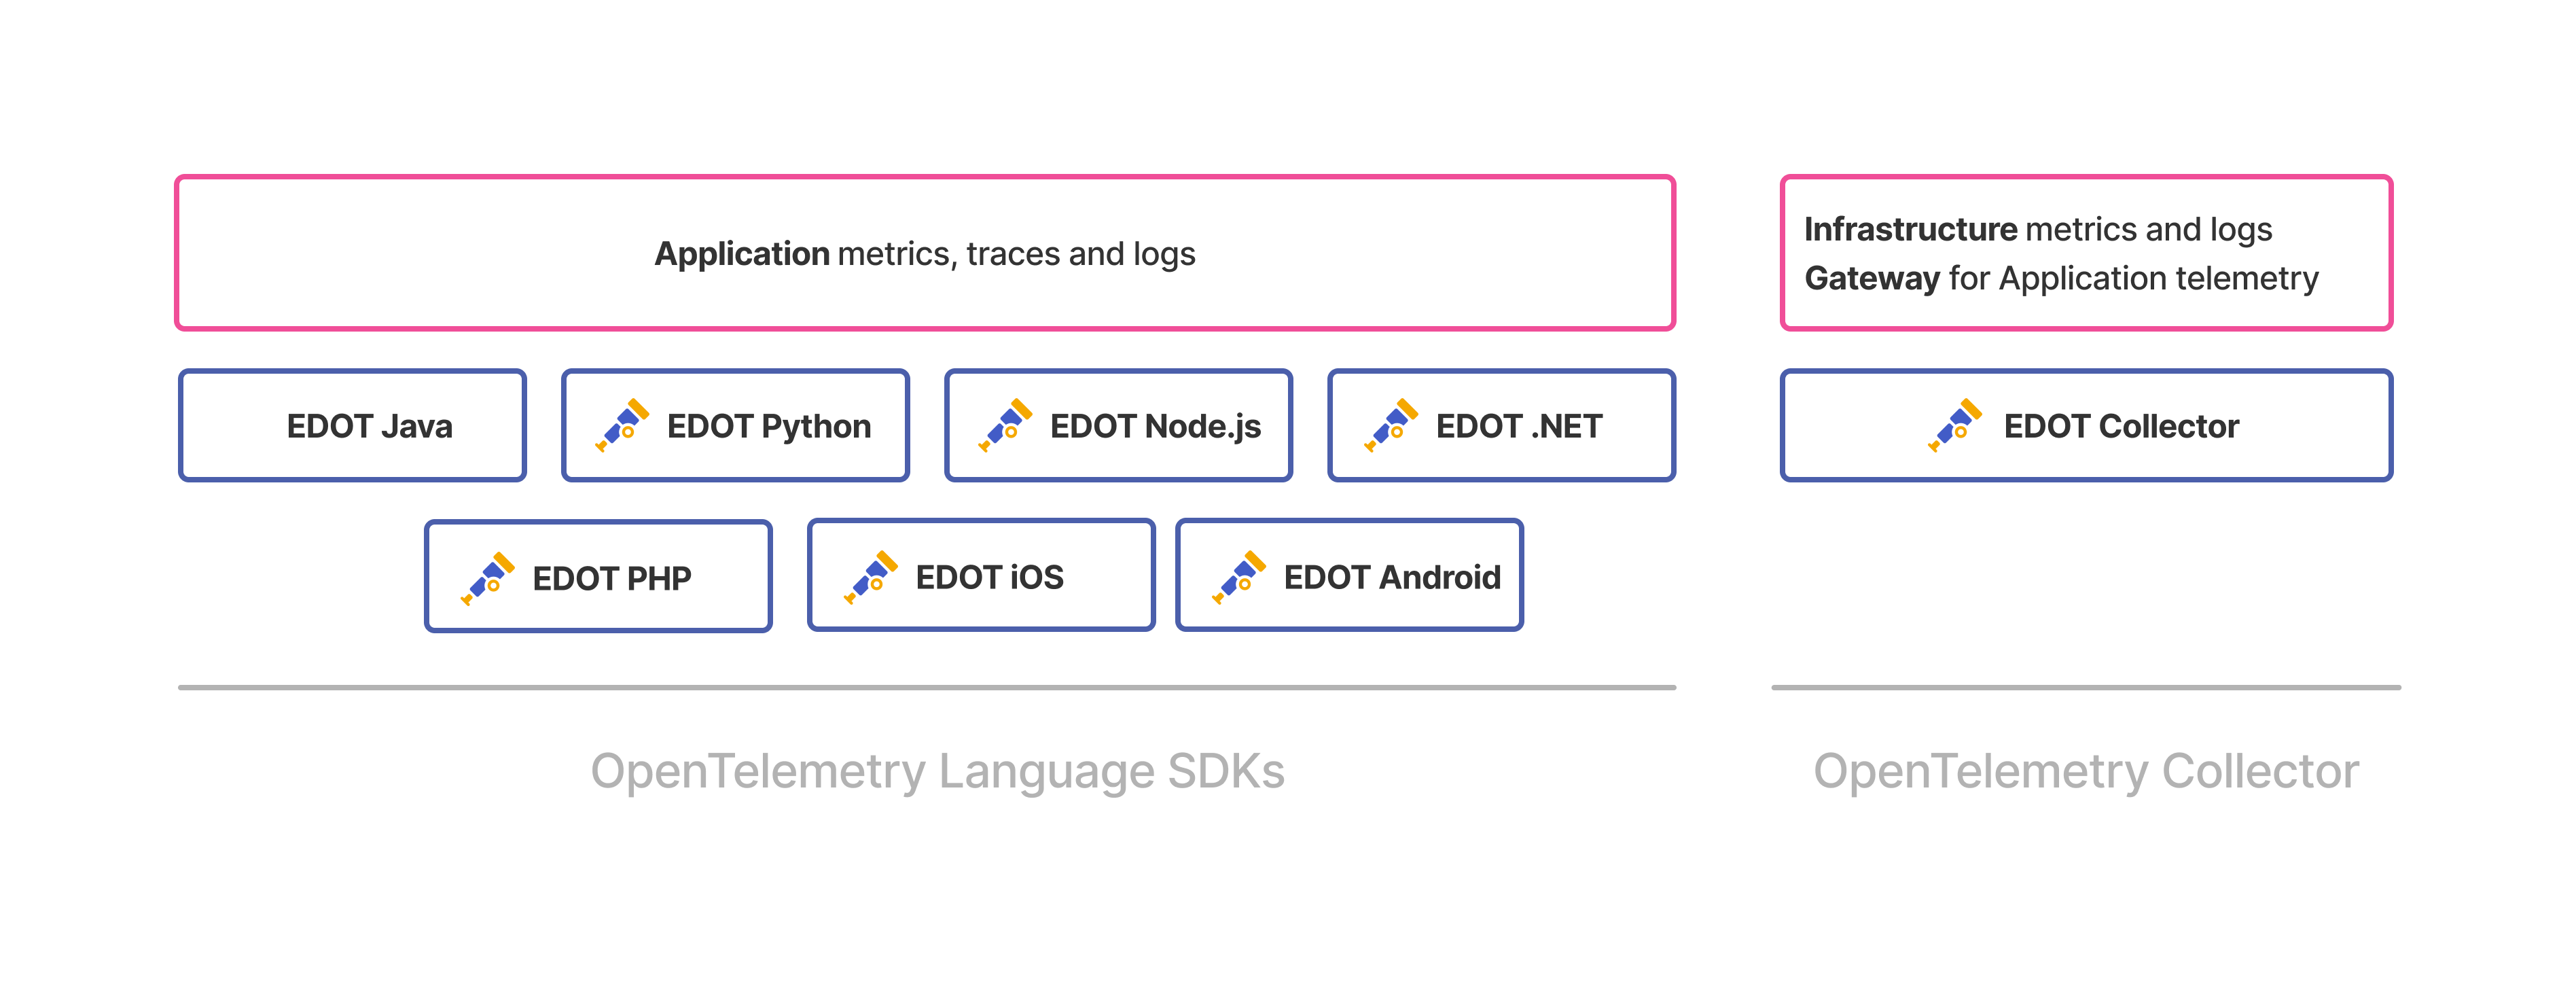 Application metrics, traces and logs
Infrastructure metrics and logs
Gateway for Application telemetry
EDOT Java
EDOT Python
EDOT Node.js
EDOT .NET
EDOT Collector
EDOT PHP
EDOT iOS
EDOT Android
OpenTelemetry Language SDKs
OpenTelemetry Collector